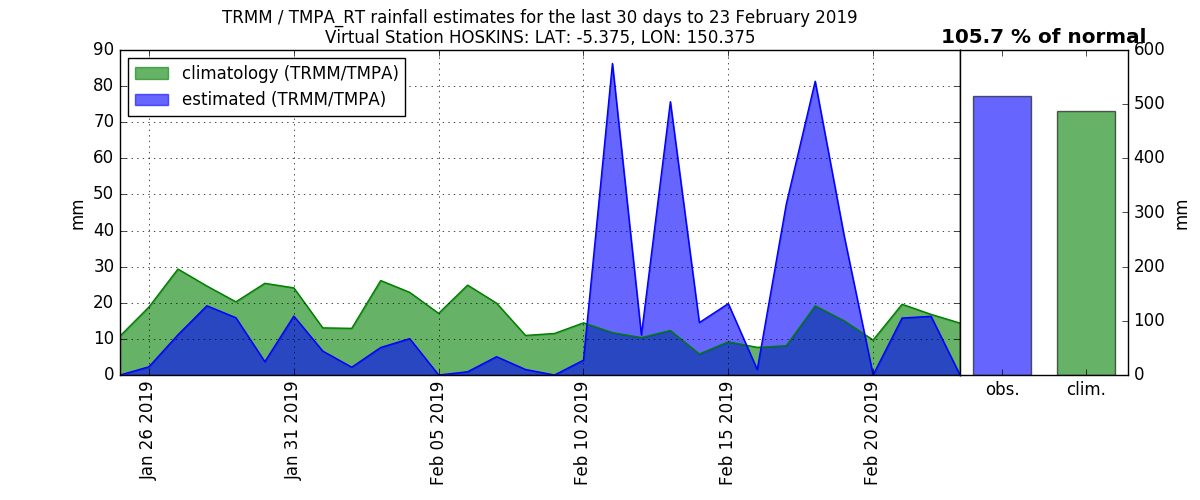 TRMM / TMPA_RT rainfall estimates for the last 30 days to 23 February 2019
Virtual Station HOSKINS: LAT: -5.375, LON: 150.375
105.7 % of normal
climatology (TRMM/TMPA)
estimated (TRMM/TMPA)
mm
90
80
70
60
50
40
30
20
10
0
Jan 26 2019
Jan 31 2019
Feb 05 2019
Feb 10 2019
Feb 15 2019
Feb 20 2019
600
500
400
300
200
100
0
mm
obs.
clim.